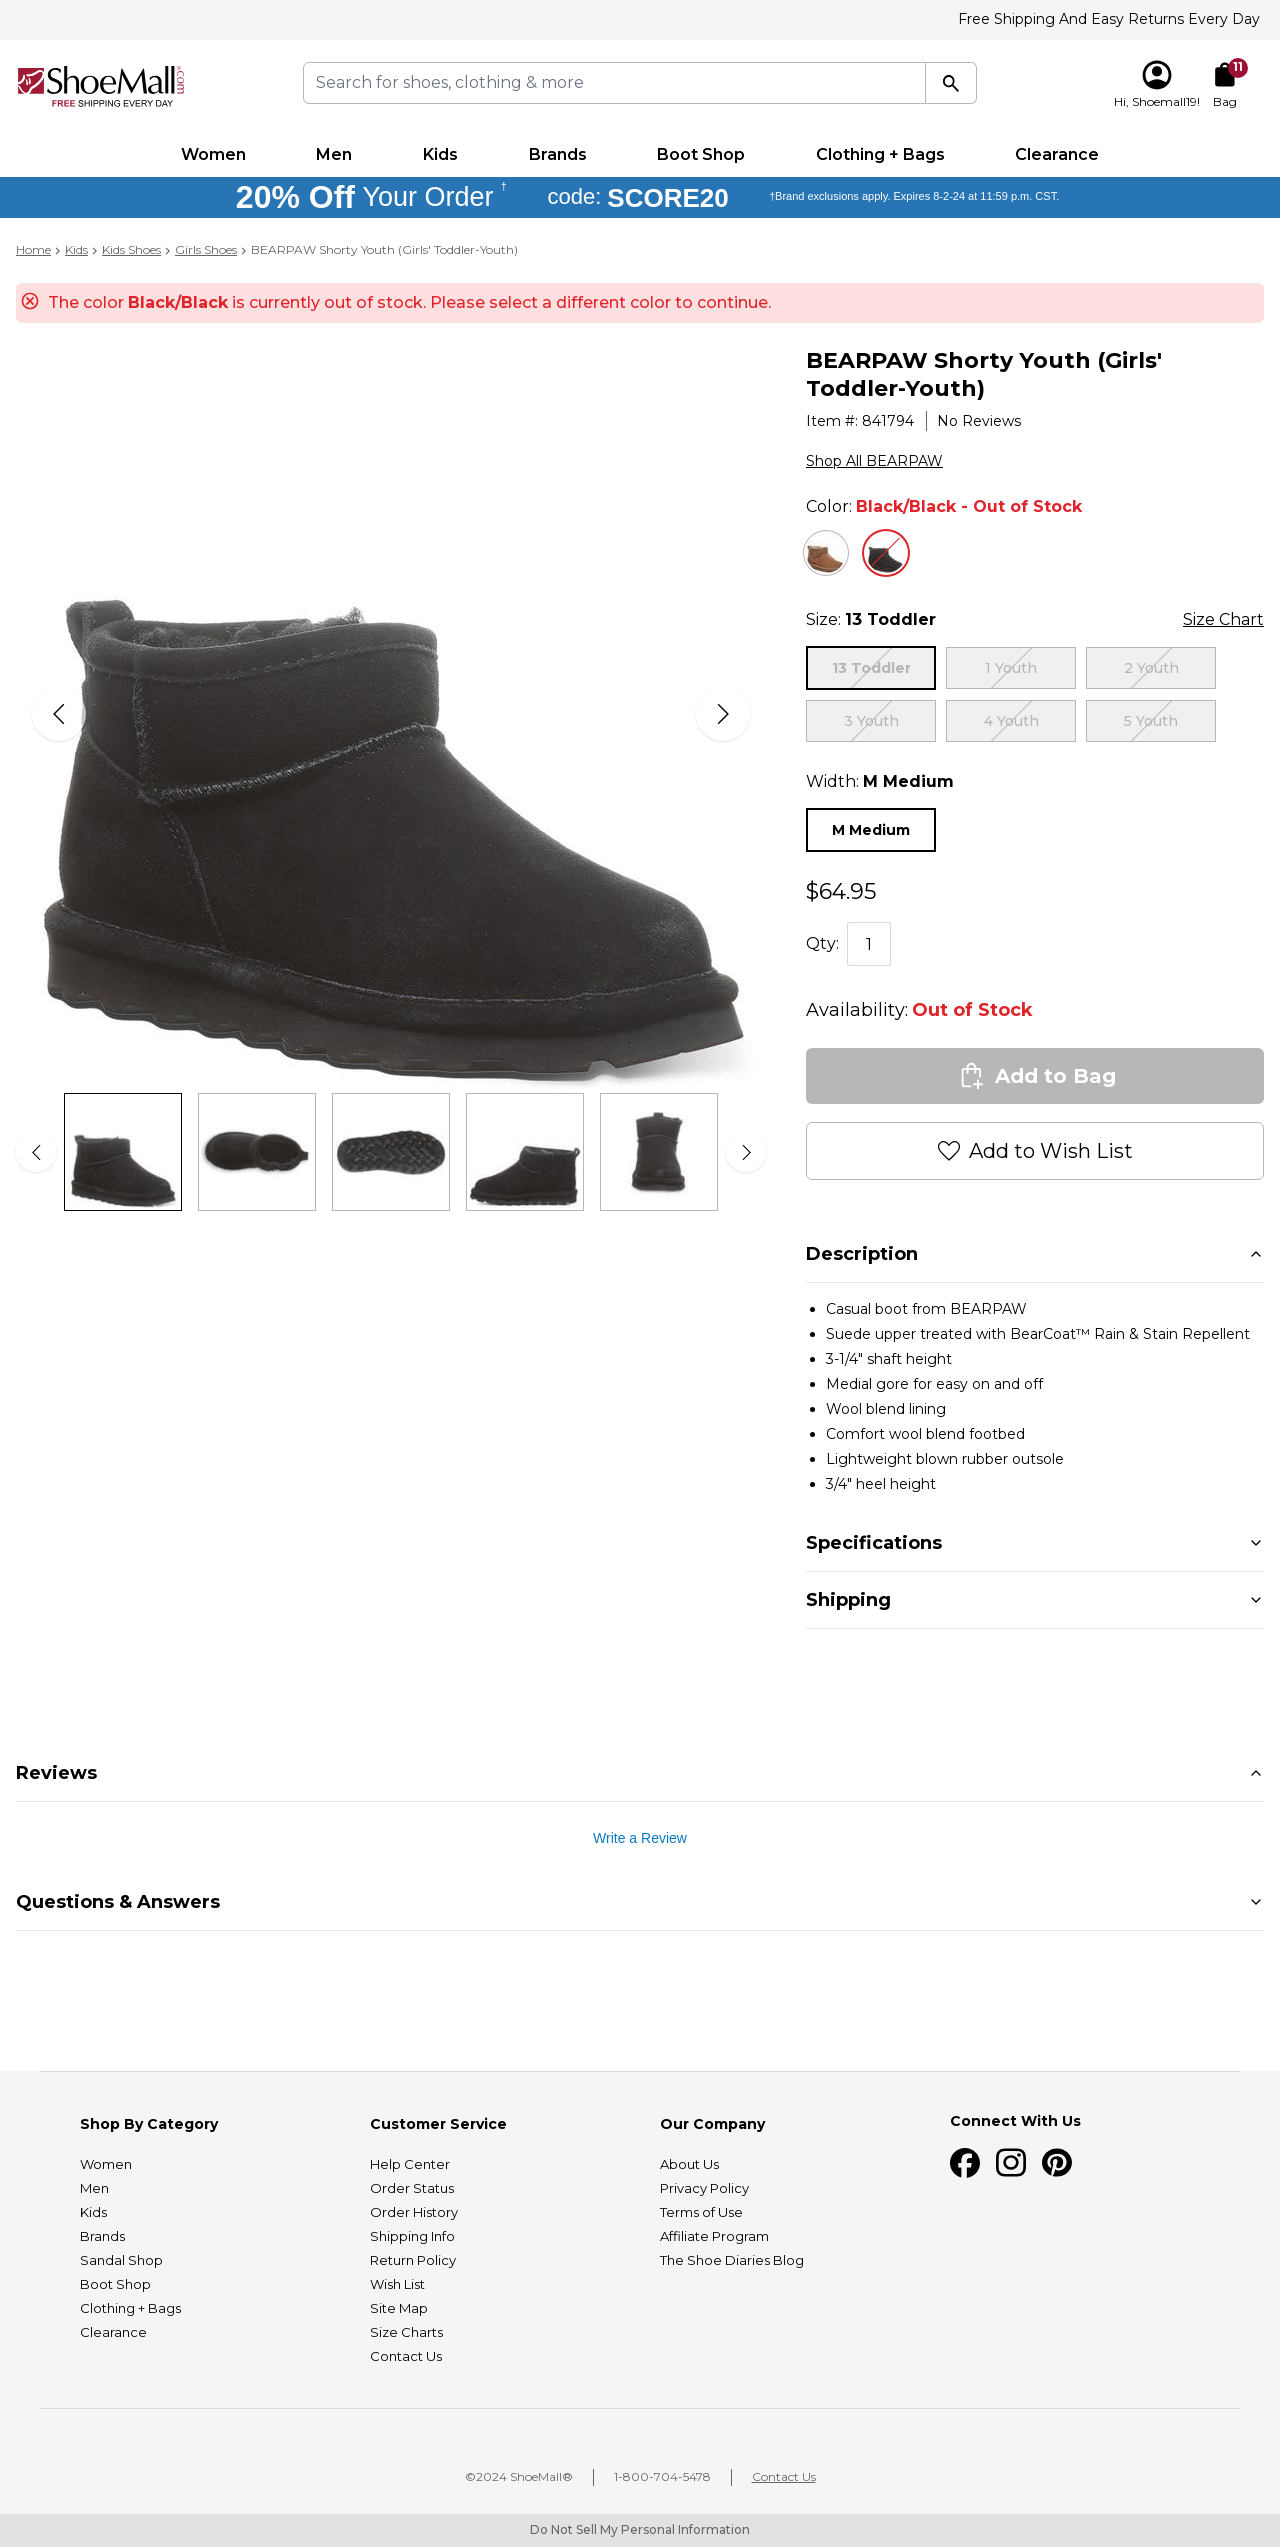 Free Shipping And Easy Returns Every Day
ShoeMall®.com
FREE SHIPPING EVERY DAY
Search for shoes, clothing & more
11
Hi, Shoemall19!
Bag
Women Men Kids Brands Boot Shop Clothing + Bags Clearance
20% Off Your Order † code: SCORE20 †Brand exclusions apply. Expires 8-2-24 at 11:59 p.m. CST.
Home > Kids > Kids Shoes > Girls Shoes > BEARPAW Shorty Youth (Girls' Toddler-Youth)
The color Black/Black is currently out of stock. Please select a different color to continue.
BEARPAW Shorty Youth (Girls'
Toddler-Youth)
Item #: 841794 | No Reviews
Shop All BEARPAW
Color: Black/Black - Out of Stock
Size: 13 Toddler
Size Chart
13 Toddler 1 Youth 2 Youth
3 Youth 4 Youth 5 Youth
Width: M Medium
M Medium
$64.95
Qty: 1
Availability: Out of Stock
Add to Bag
Add to Wish List
Description
Casual boot from BEARPAW
Suede upper treated with BearCoat™ Rain & Stain Repellent
3-1/4" shaft height
Medial gore for easy on and off
Wool blend lining
Comfort wool blend footbed
Lightweight blown rubber outsole
3/4" heel height
Specifications
Shipping
Reviews
Write a Review
Questions & Answers
Shop By Category
Women
Men
Kids
Brands
Sandal Shop
Boot Shop
Clothing + Bags
Clearance
Customer Service
Help Center
Order Status
Order History
Shipping Info
Return Policy
Wish List
Site Map
Size Charts
Contact Us
Our Company
About Us
Privacy Policy
Terms of Use
Affiliate Program
The Shoe Diaries Blog
Connect With Us
©2024 ShoeMall® | 1-800-704-5478 | Contact Us
Do Not Sell My Personal Information